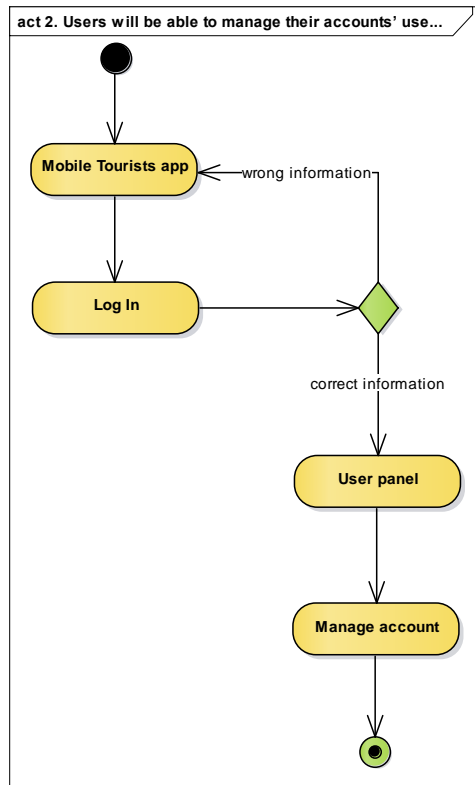 act 2. Users will be able to manage their accounts’ use...
Mobile Tourists app
wrong information
Log In
correct information
User panel
Manage account